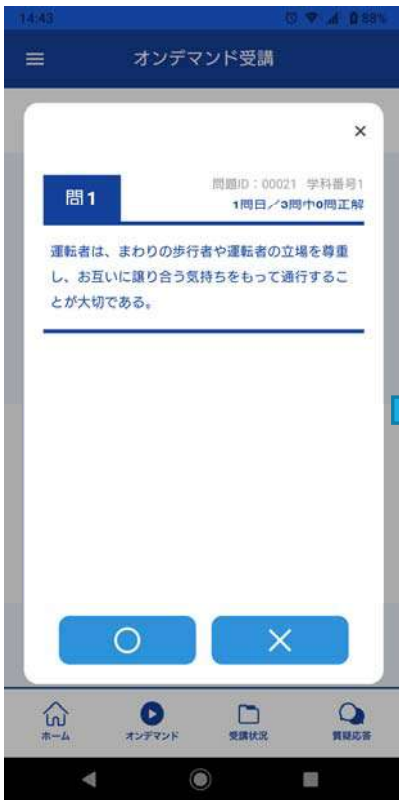 14:43
88%
オンデマンド受講
×
問1
問題ID：00021 学科番号1
1問目／3問中0問正解
運転者は、まわりの歩行者や運転者の立場を尊重
し、お互いに譲り合う気持ちをもって通行するこ
とが大切である。
ホーム
オンデマンド
受講状況
質疑応答